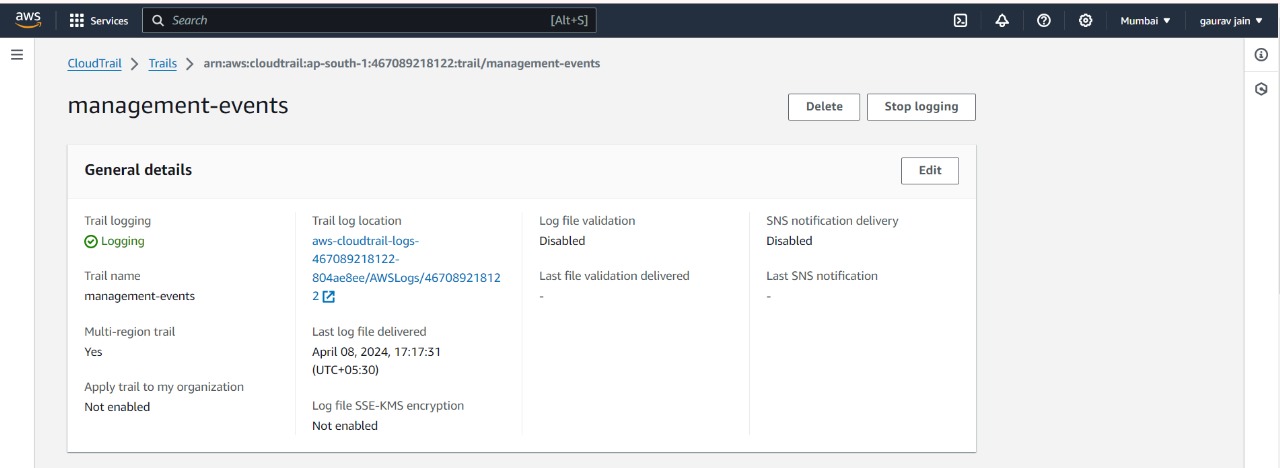 aws
Services
Search
[Alt+S]
Mumbai
gaurav jain
CloudTrail
Trails
arn:aws:cloudtrail:ap-south-1:467089218122:trail/management-events
management-events
Delete
Stop logging
General details
Edit
Trail logging
Logging
Trail name
management-events
Multi-region trail
Yes
Apply trail to my organization
Not enabled
Trail log location
aws-cloudtrail-logs-
467089218122-
804ae8ee/AWSLogs/46708921812
2
Last log file delivered
April 08, 2024, 17:17:31
(UTC+05:30)
Log file SSE-KMS encryption
Not enabled
Log file validation
Disabled
Last file validation delivered
-
SNS notification delivery
Disabled
Last SNS notification
-